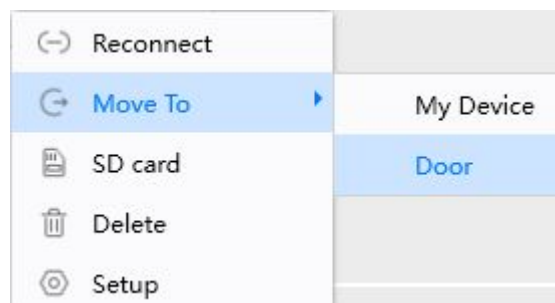 Reconnect
Move To
My Device
SD card
Door
Delete
Setup